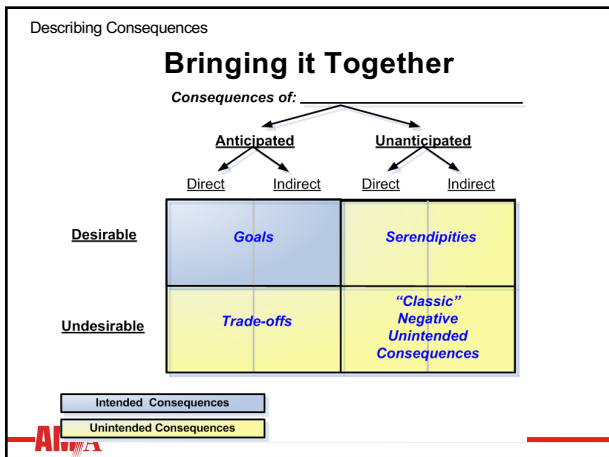 Describing Consequences
Bringing it Together
Consequences of: ______________________________
Anticipated Unanticipated
Direct Indirect Direct Indirect
Desirable
Goals Serendipities
Undesirable
Trade-offs
“Classic”
Negative
Unintended
Consequences
Intended Consequences
Unintended Consequences